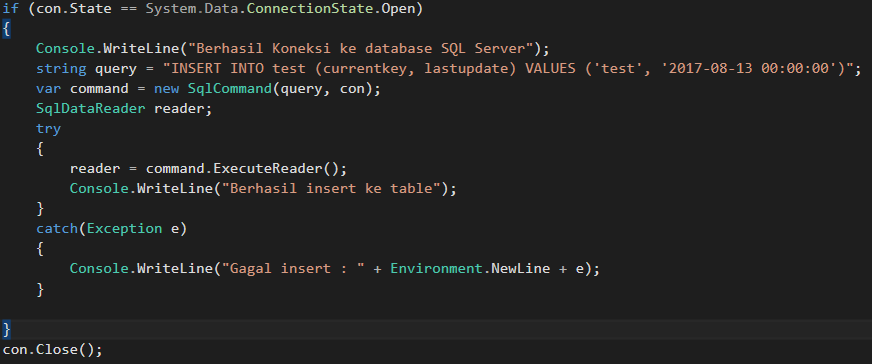 if (con.State == System.Data.ConnectionState.Open)
{
    Console.WriteLine("Berhasil Koneksi ke database SQL Server");
    string query = "INSERT INTO test (currentkey, lastupdate) VALUES ('test', '2017-08-13 00:00:00')";
    var command = new SqlCommand(query, con);
    SqlDataReader reader;
    try
    {
        reader = command.ExecuteReader();
        Console.WriteLine("Berhasil insert ke table");
    }
    catch(Exception e)
    {
        Console.WriteLine("Gagal insert : " + Environment.NewLine + e);
    }

}
con.Close();